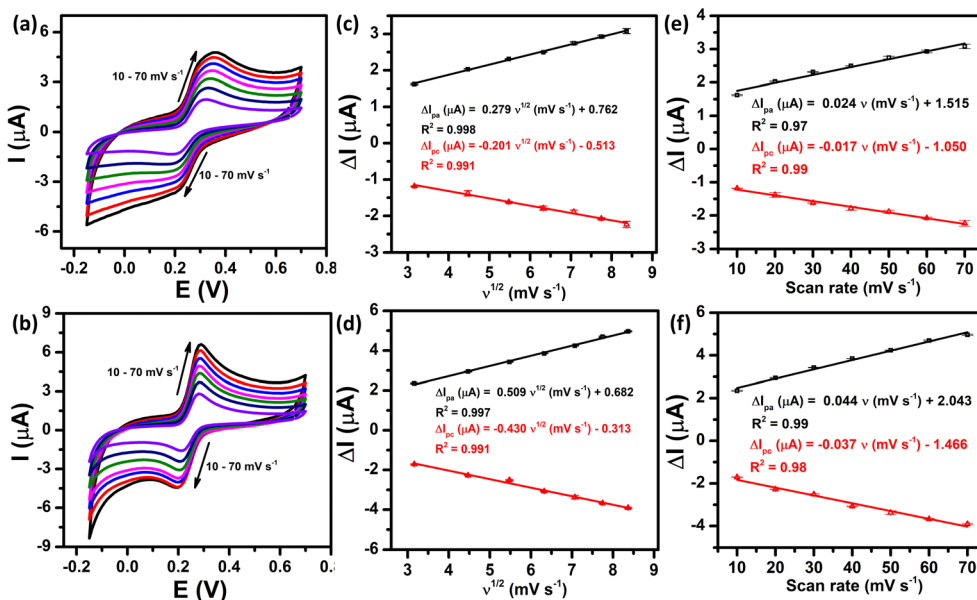 (a)
I (µA)
6
3
0
3
6
10 - 70 mV s⁻¹
10 - 70 mV s⁻¹
-0.2 0.0 0.2 0.4 0.6 0.8
E (V)
(c)
ΔI (µA)
4
3
2
1
0
-1
-2
-3
ΔIpa (µA) = 0.279 ν1/2 (mV s-1) + 0.762
R2 = 0.998
ΔIpc (µA) = -0.201 ν1/2 (mV s-1) - 0.513
R2 = 0.991
3 4 5 6 7 8 9
ν1/2 (mV s-1)
(e)
ΔI (µA)
4
3
2
1
0
-1
-2
-3
ΔIpa (µA) = 0.024 ν (mV s-1) + 1.515
R2 = 0.97
ΔIpc (µA) = -0.017 ν (mV s-1) - 1.050
R2 = 0.99
10 20 30 40 50 60 70
Scan rate (mV s-1)
(b)
I (µA)
9
6
3
0
3
6
9
10 - 70 mV s-1
10 - 70 mV s-1
-0.2 0.0 0.2 0.4 0.6 0.8
E (V)
(d)
ΔI (µA)
6
4
2
0
-2
-4
-6
ΔIpa (µA) = 0.509 ν1/2 (mV s-1) + 0.682
R2 = 0.997
ΔIpc (µA) = -0.430 ν1/2 (mV s-1) - 0.313
R2 = 0.991
3 4 5 6 7 8 9
ν1/2 (mV s-1)
(f)
ΔI (µA)
6
4
2
0
-2
-4
ΔIpa (µA) = 0.044 ν (mV s-1) + 2.043
R2 = 0.99
ΔIpc (µA) = -0.037 ν (mV s-1) - 1.466
R2 = 0.98
10 20 30 40 50 60 70
Scan rate (mV s-1)